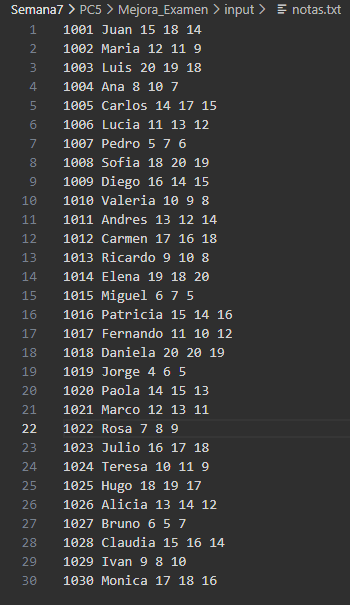 Semana7 > PC5 > Mejora_Examen > input > notas.txt
1 1001 Juan 15 18 14
2 1002 Maria 12 11 9
3 1003 Luis 20 19 18
4 1004 Ana 8 10 7
5 1005 Carlos 14 17 15
6 1006 Lucia 11 13 12
7 1007 Pedro 5 7 6
8 1008 Sofia 18 20 19
9 1009 Diego 16 14 15
10 1010 Valeria 10 9 8
11 1011 Andres 13 12 14
12 1012 Carmen 17 16 18
13 1013 Ricardo 9 10 8
14 1014 Elena 19 18 20
15 1015 Miguel 6 7 5
16 1016 Patricia 15 14 16
17 1017 Fernando 11 10 12
18 1018 Daniela 20 20 19
19 1019 Jorge 4 6 5
20 1020 Paola 14 15 13
21 1021 Marco 12 13 11
22 1022 Rosa 7 8 9
23 1023 Julio 16 17 18
24 1024 Teresa 10 11 9
25 1025 Hugo 18 19 17
26 1026 Alicia 13 14 12
27 1027 Bruno 6 5 7
28 1028 Claudia 15 16 14
29 1029 Ivan 9 8 10
30 1030 Monica 17 18 16